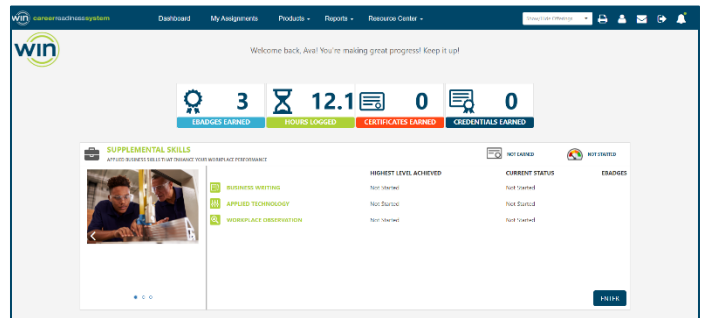 win careerreadinesssystem Dashboard My Assignments Products Reports Resource Center
win
Welcome back, Ava! You're making great progress! Keep it up!
3 12.1 0 0
EBADGES EARNED HOURS LOGGED CERTIFICATES EARNED CREDENTIALS EARNED
SUPPLEMENTAL SKILLS NOT EARNED NOT STARTED
APPLIED BUSINESS SKILLS THAT ENHANCE YOUR WORKPLACE PERFORMANCE
HIGHEST LEVEL ACHIEVED CURRENT STATUS EBADGES
BUSINESS WRITING Not Started Not Started
APPLIED TECHNOLOGY Not Started Not Started
WORKPLACE OBSERVATION Not Started Not Started
ENTER